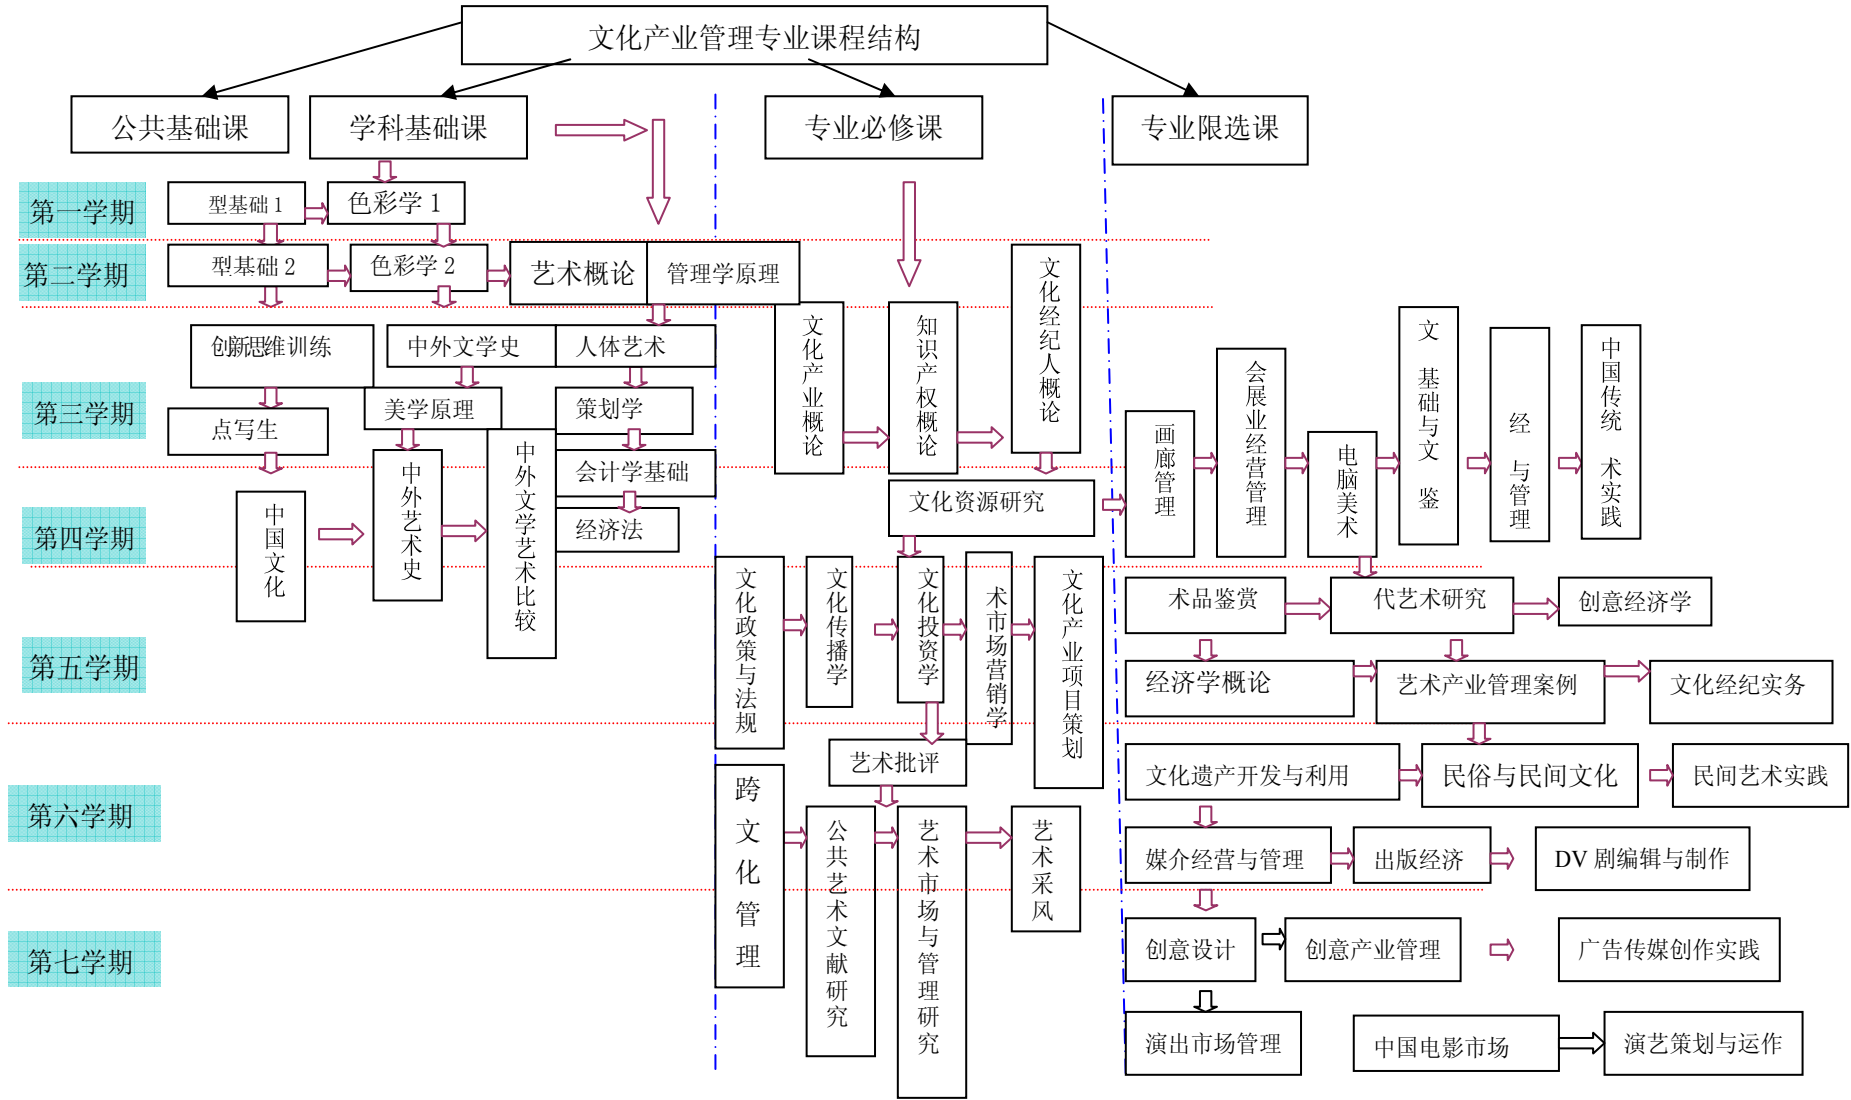 文化产业管理专业课程结构
公共基础课
学科基础课
专业必修课
专业限选课
第一学期
型基础 1
色彩学 1
第二学期
型基础 2
色彩学 2
艺术概论
管理学原理
文化经纪人概论
文化产业概论
知识产权概论
创新思维训练
中外文学史
人体艺术
第三学期
点写生
美学原理
策划学
会计学基础
画廊管理
会展业经营管理
电脑美术
文 基础与文 鉴
经 与管理
中国传统 术实践
第四学期
中国文化
中外艺术史
中外文学艺术比较
经济法
文化资源研究
第五学期
文化政策与法规
文化传播学
文化投资学
术市场营销学
文化产业项目策划
术品鉴赏
代艺术研究
创意经济学
经济学概论
艺术产业管理案例
文化经纪实务
艺术批评
第六学期
跨文化管理
公共艺术文献研究
艺术市场与管理研究
艺术采风
文化遗产开发与利用
民俗与民间文化
民间艺术实践
媒介经营与管理
出版经济
DV 剧编辑与制作
第七学期
创意设计
创意产业管理
广告传媒创作实践
演出市场管理
中国电影市场
演艺策划与运作